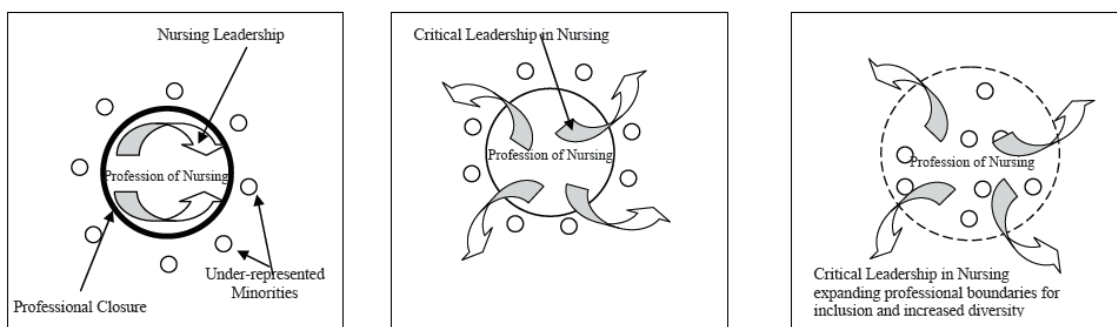 Nursing Leadership
Profession of Nursing
Under-represented
Minorities
Professional Closure
Critical Leadership in Nursing
Profession of Nursing
Profession of Nursing
Critical Leadership in Nursing
expanding professional boundaries for
inclusion and increased diversity